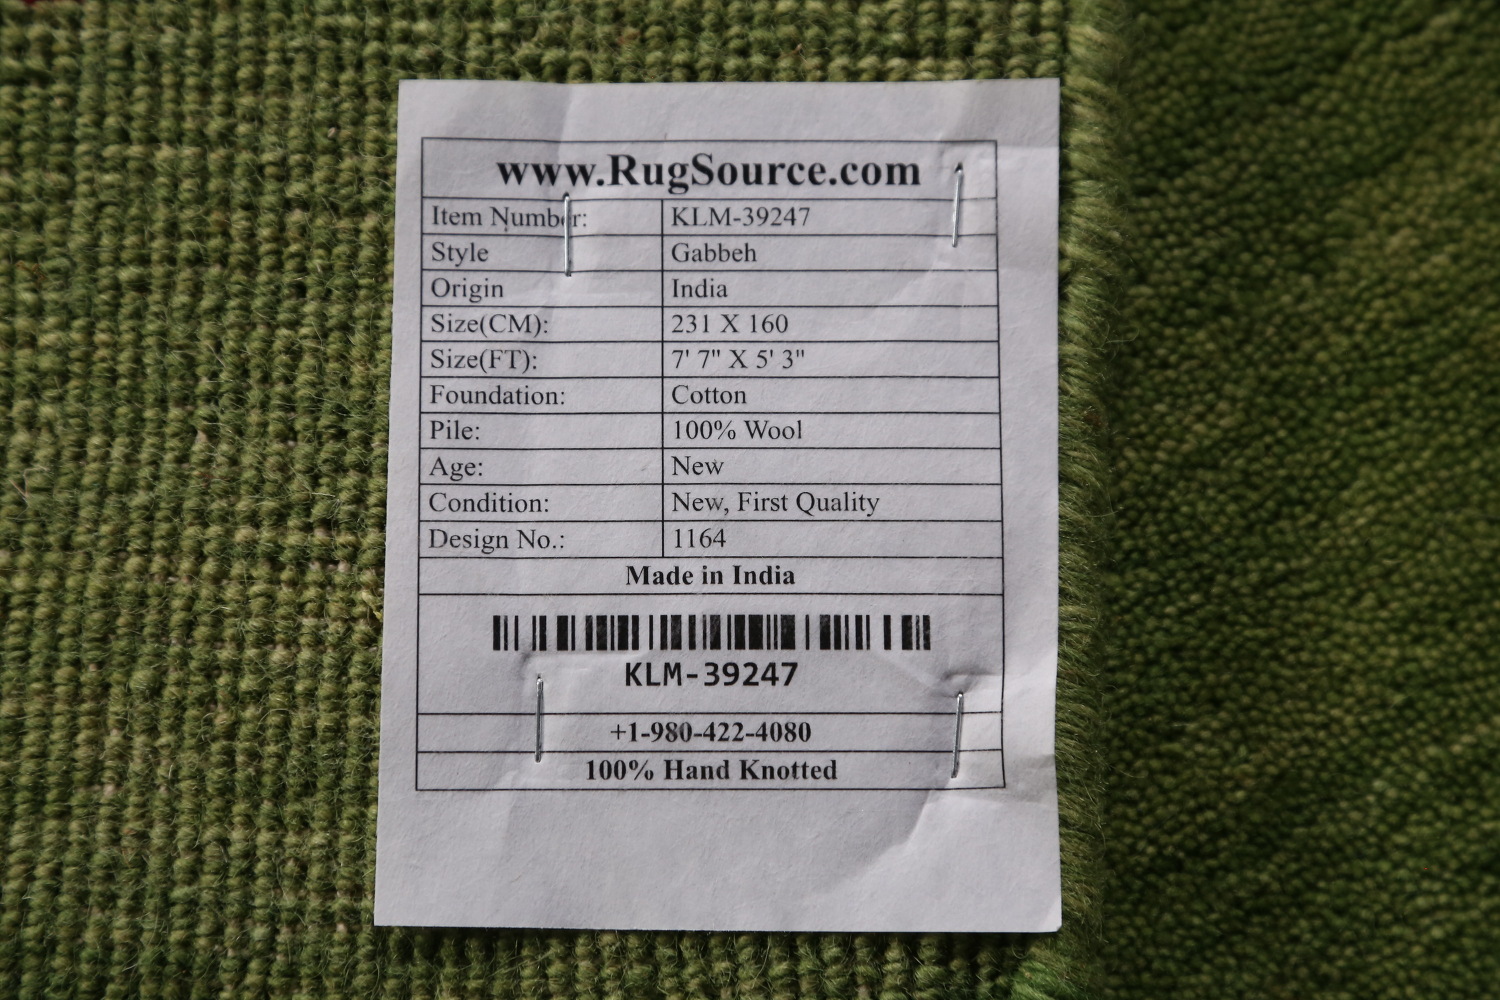 www.RugSource.com
Item Number: KLM-39247
Style Gabbeh
Origin India
Size(CM): 231 X 160
Size(FT): 7' 7" X 5' 3"
Foundation: Cotton
Pile: 100% Wool
Age: New
Condition: New, First Quality
Design No.: 1164
Made in India
KLM-39247
+1-980-422-4080
100% Hand Knotted